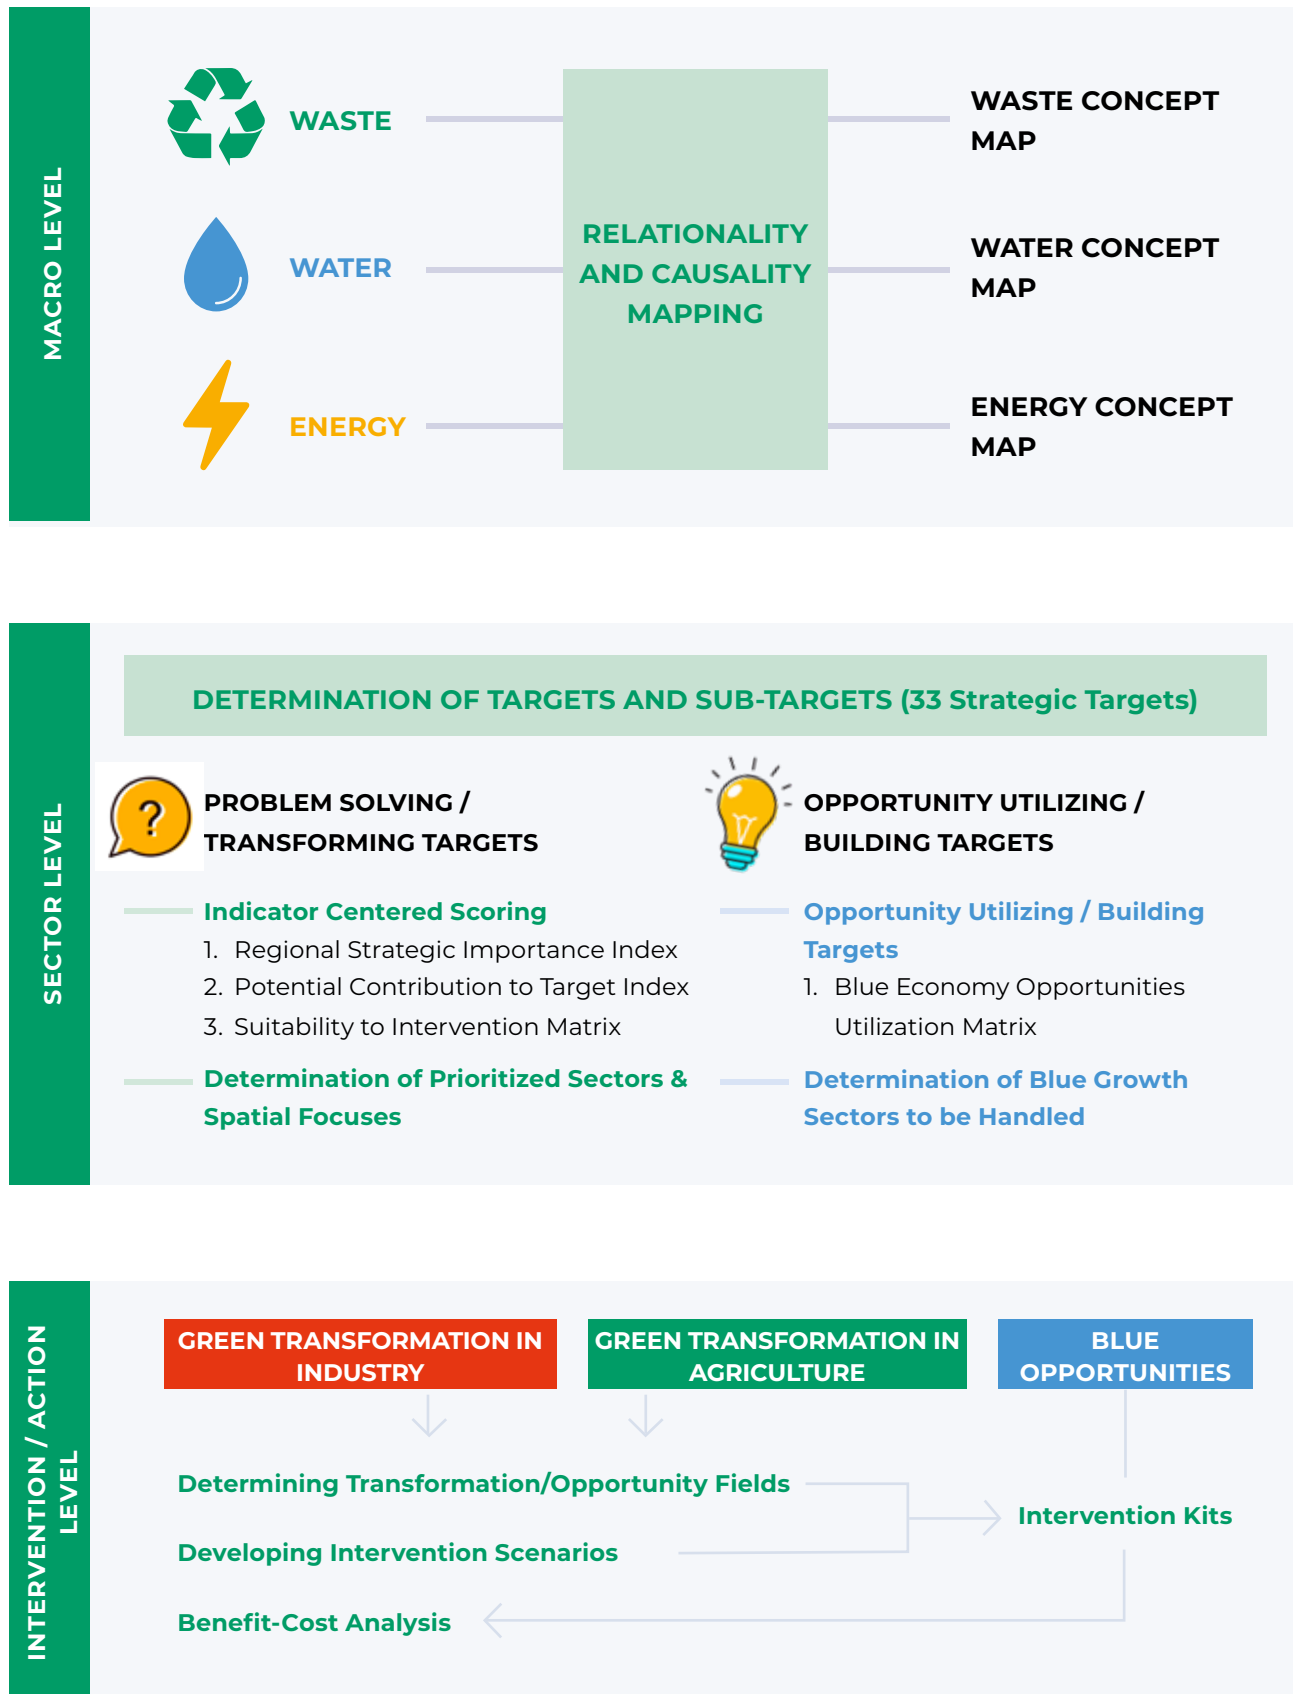 MACRO LEVEL
WASTE
WATER
ENERGY
RELATIONALITY
AND CAUSALITY
MAPPING
WASTE CONCEPT
MAP
WATER CONCEPT
MAP
ENERGY CONCEPT
MAP
SECTOR LEVEL
DETERMINATION OF TARGETS AND SUB-TARGETS (33 Strategic Targets)
?
PROBLEM SOLVING /
TRANSFORMING TARGETS
Indicator Centered Scoring
1. Regional Strategic Importance Index
2. Potential Contribution to Target Index
3. Suitability to Intervention Matrix
Determination of Prioritized Sectors &
Spatial Focuses
OPPORTUNITY UTILIZING /
BUILDING TARGETS
Opportunity Utilizing / Building
Targets
1. Blue Economy Opportunities
Utilization Matrix
Determination of Blue Growth
Sectors to be Handled
INTERVENTION / ACTION
LEVEL
GREEN TRANSFORMATION IN
INDUSTRY
GREEN TRANSFORMATION IN
AGRICULTURE
BLUE
OPPORTUNITIES
Determining Transformation/Opportunity Fields
Developing Intervention Scenarios
Benefit-Cost Analysis
Intervention Kits